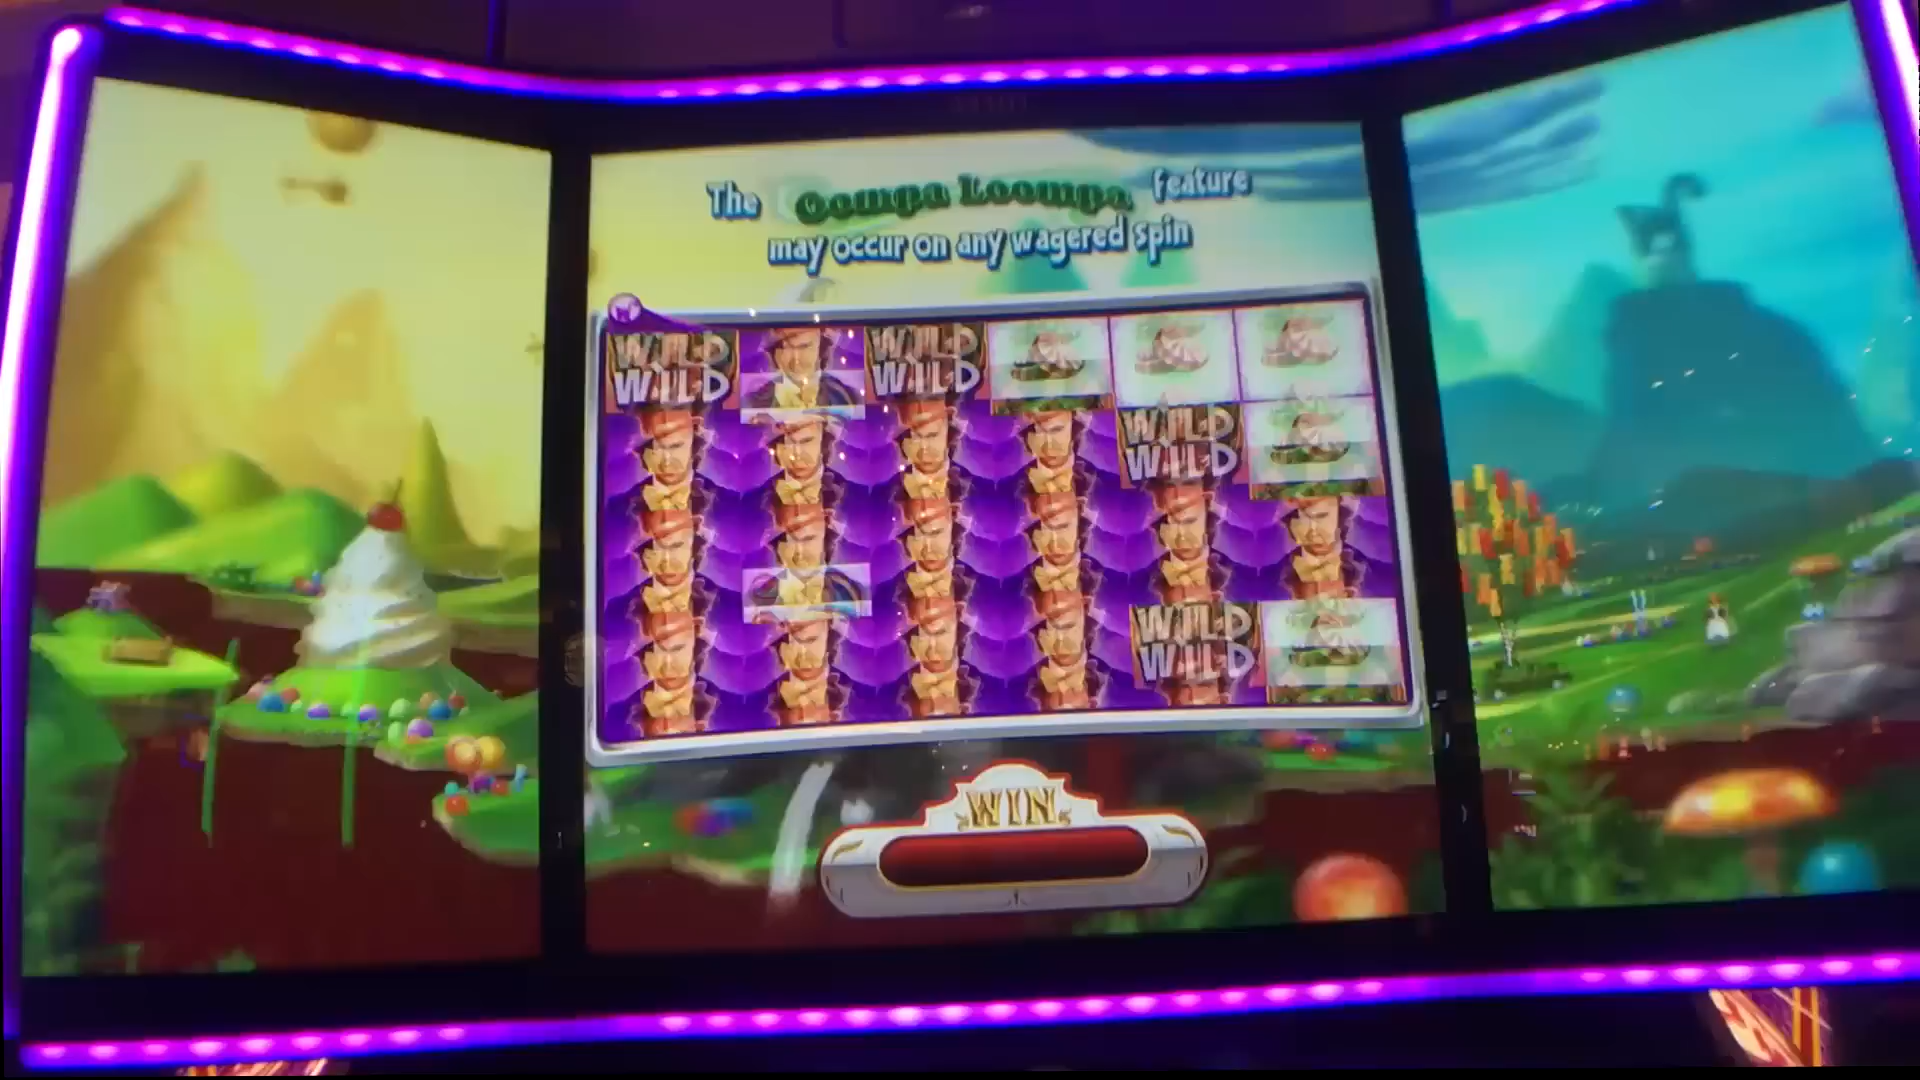 The Oompa Loompa feature
may occur on any wagered spin
WILD WILD
WILD WILD
WILD
WILD
WILD
WILD
WIN